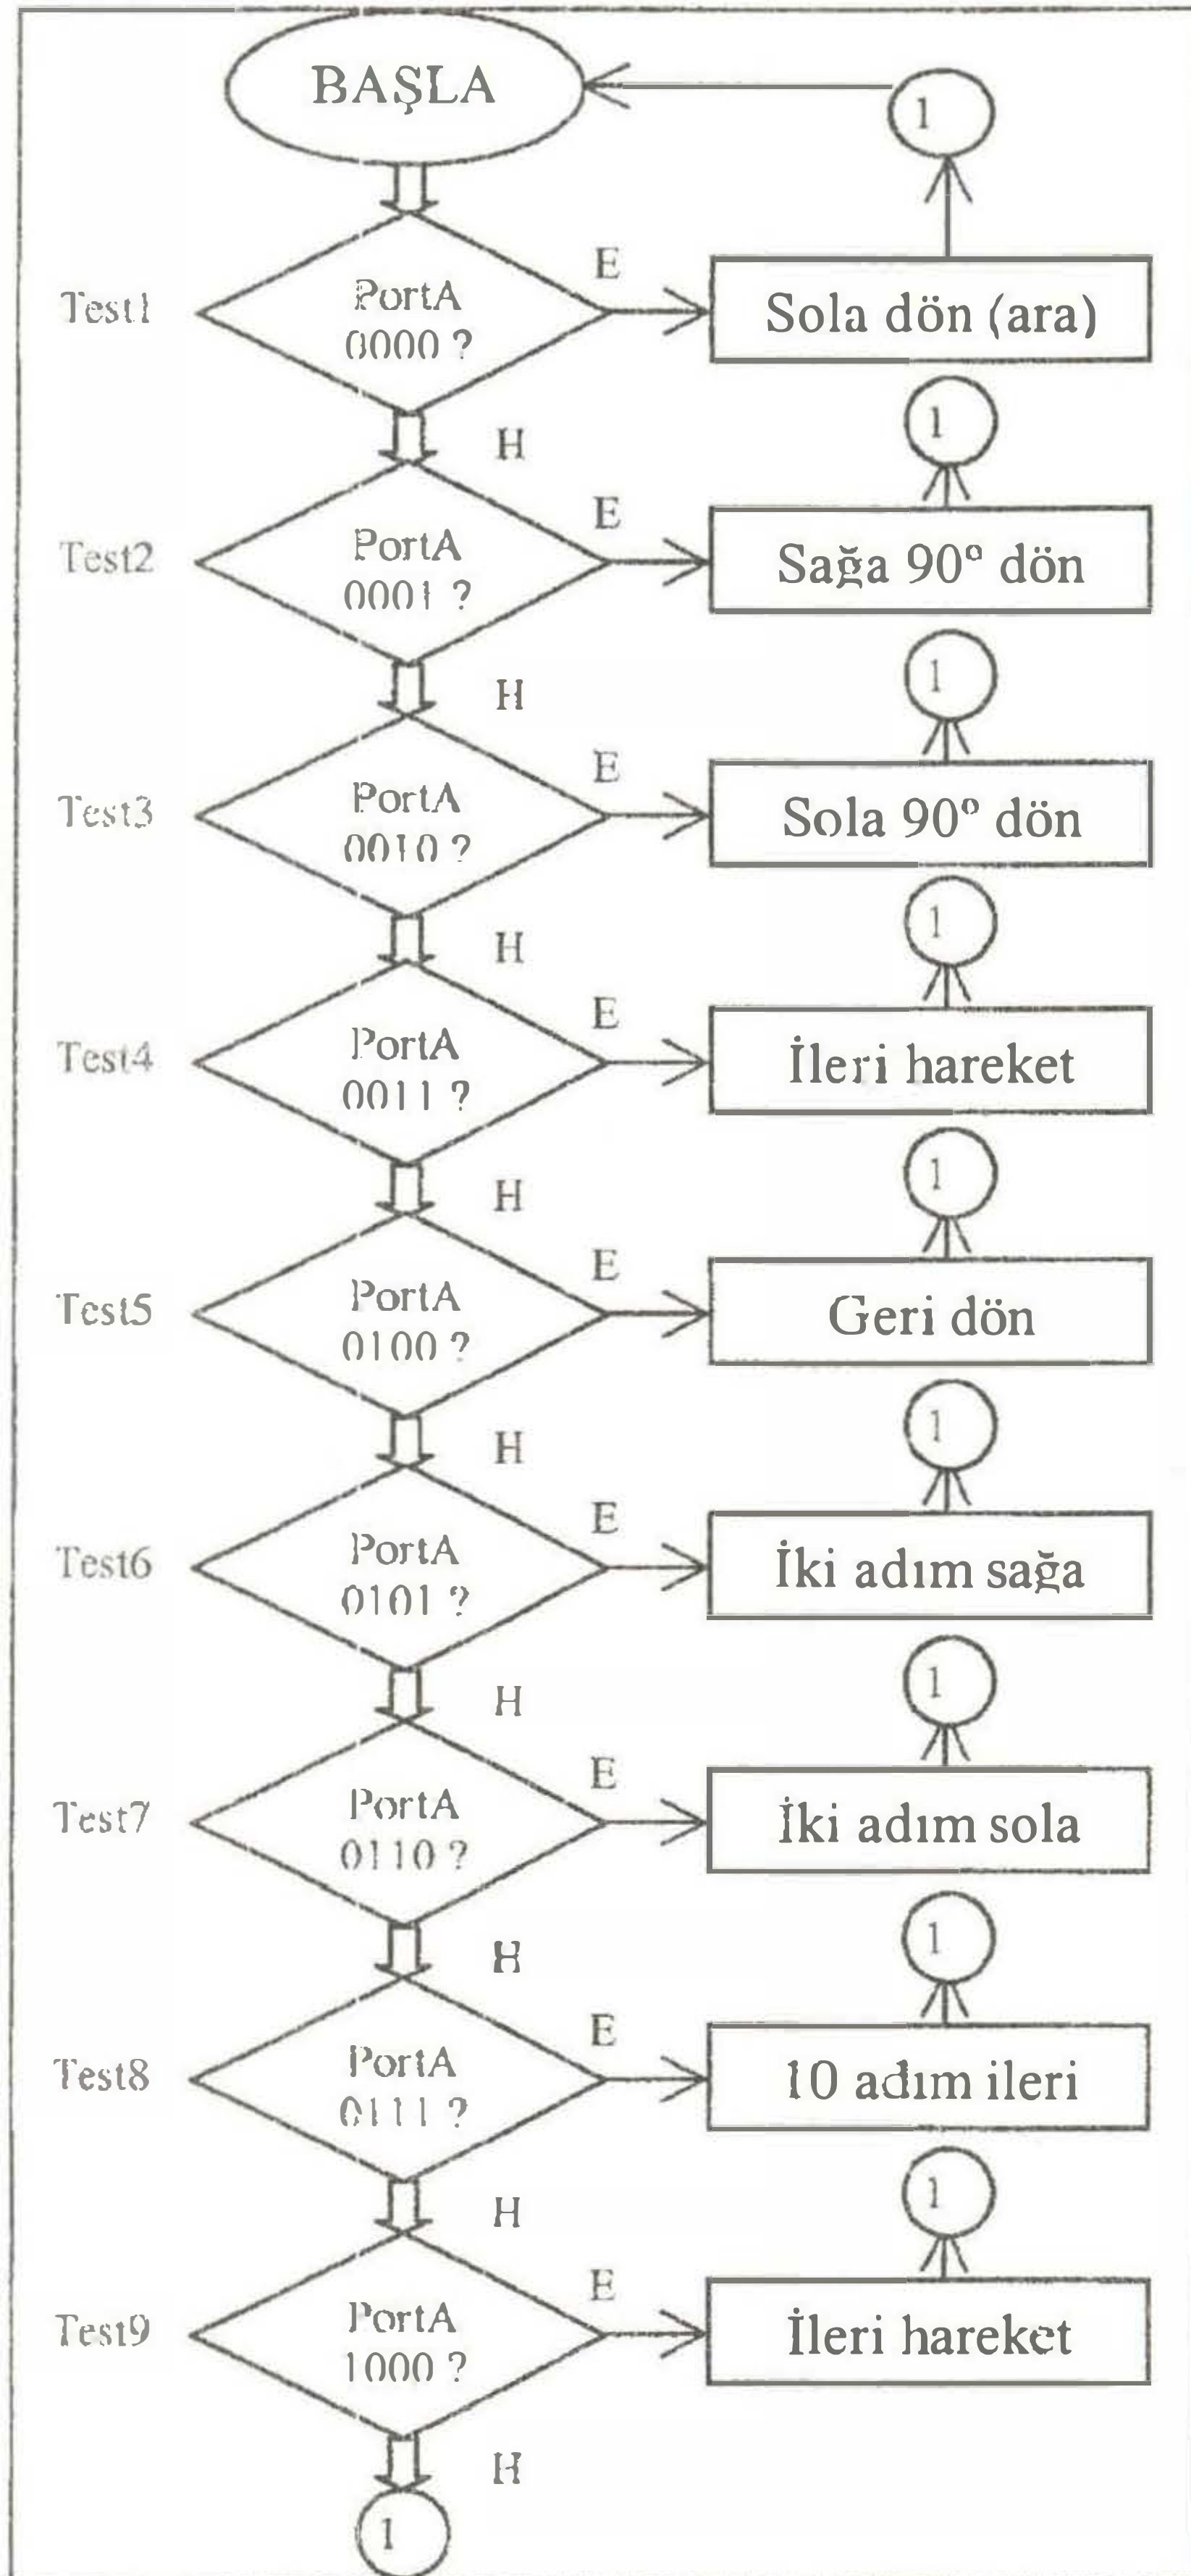 BAŞLA
1
Test1
PortA
0000 ?
E
Sola dön (ara)
H
1
Test2
PortA
0001 ?
E
Sağa 90º dön
H
1
Test3
PortA
0010 ?
E
Sola 90º dön
H
1
Test4
PortA
0011 ?
E
İleri hareket
H
1
Test5
PortA
0100 ?
E
Geri dön
H
1
Test6
PortA
0101 ?
E
İki adım sağa
H
1
Test7
PortA
0110 ?
E
İki adım sola
H
1
Test8
PortA
0111 ?
E
10 adım ileri
H
1
Test9
PortA
1000 ?
E
İleri hareket
H
1